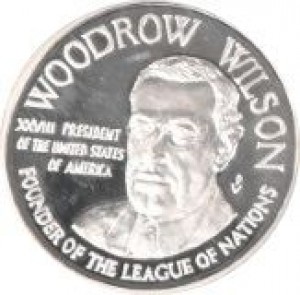 WOODROW WILSON
XXVIII PRESIDENT
OF THE UNITED STATES
OF AMERICA
FOUNDER OF THE LEAGUE OF NATIONS